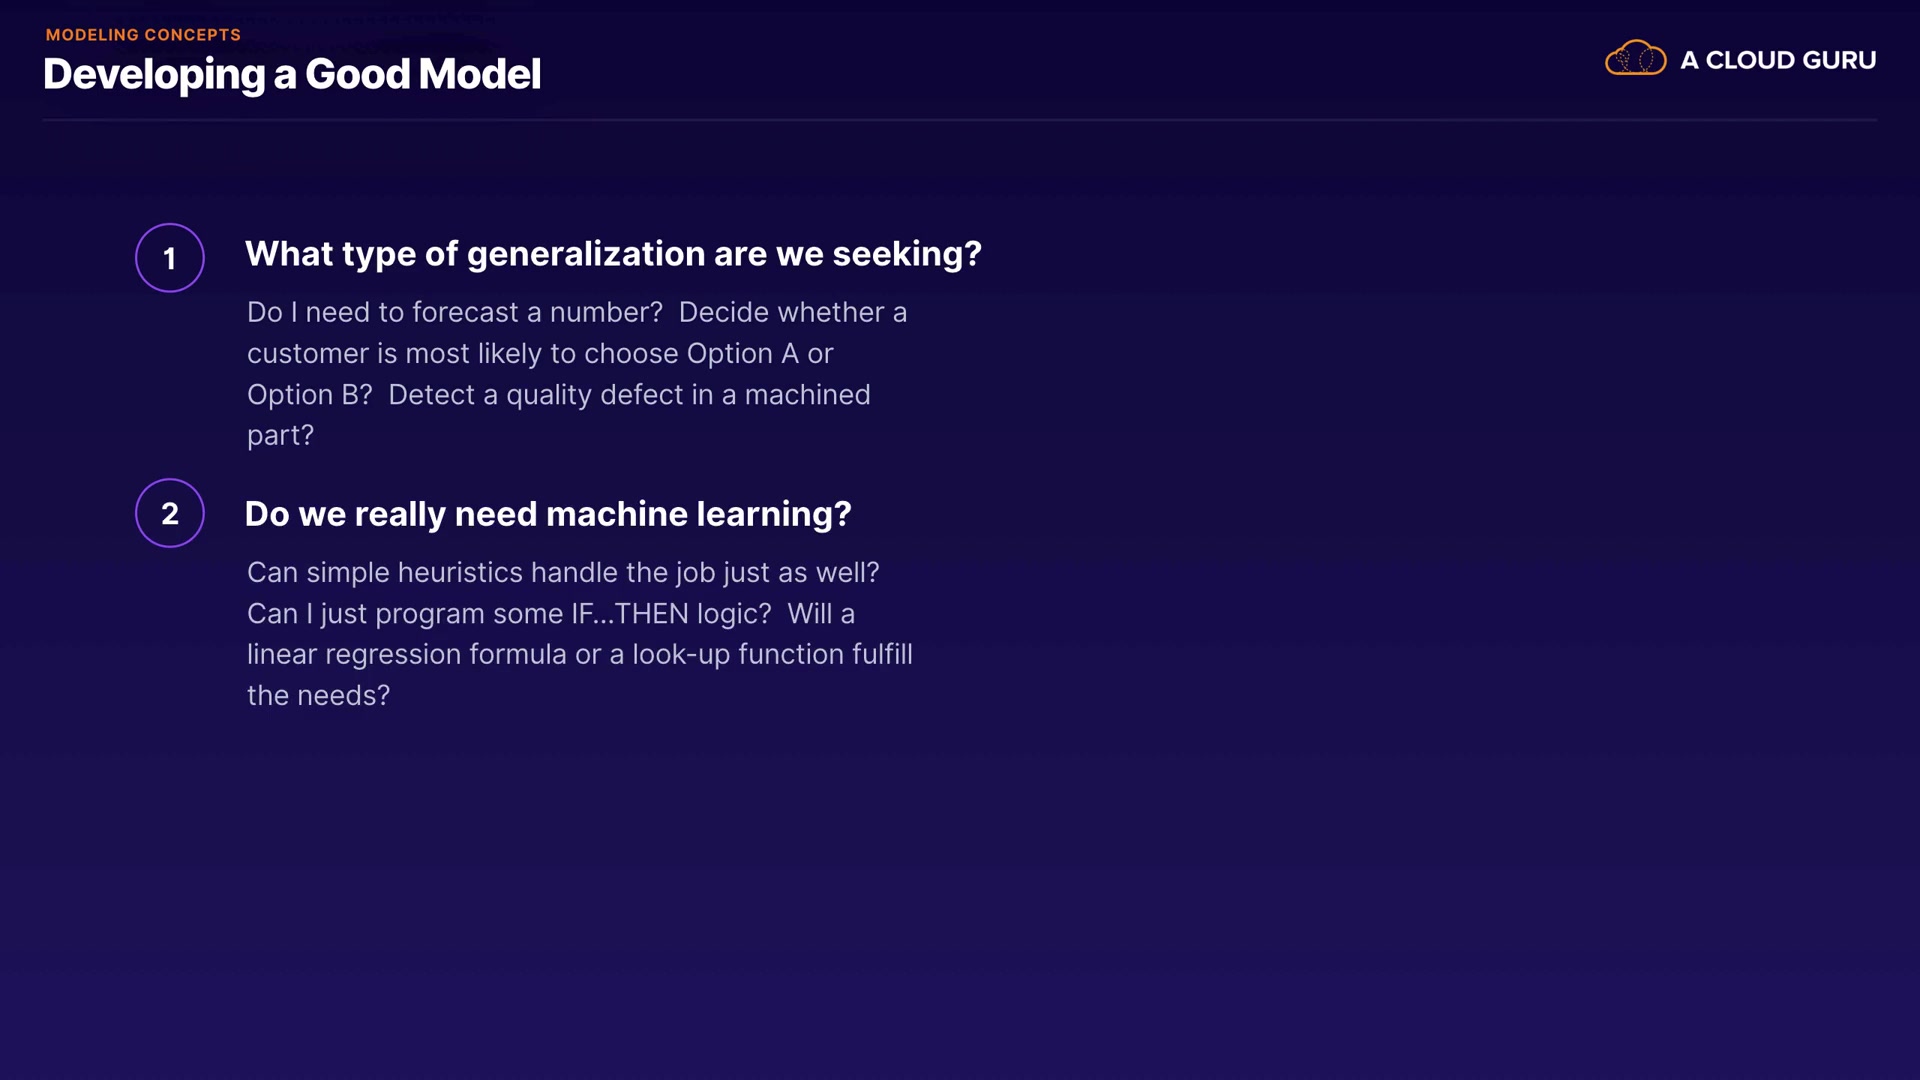 MODELING CONCEPTS
Developing a Good Model
A CLOUD GURU
1
What type of generalization are we seeking?
Do I need to forecast a number?  Decide whether a
customer is most likely to choose Option A or
Option B?  Detect a quality defect in a machined
part?
2
Do we really need machine learning?
Can simple heuristics handle the job just as well?
Can I just program some IF...THEN logic?  Will a
linear regression formula or a look-up function fulfill
the needs?